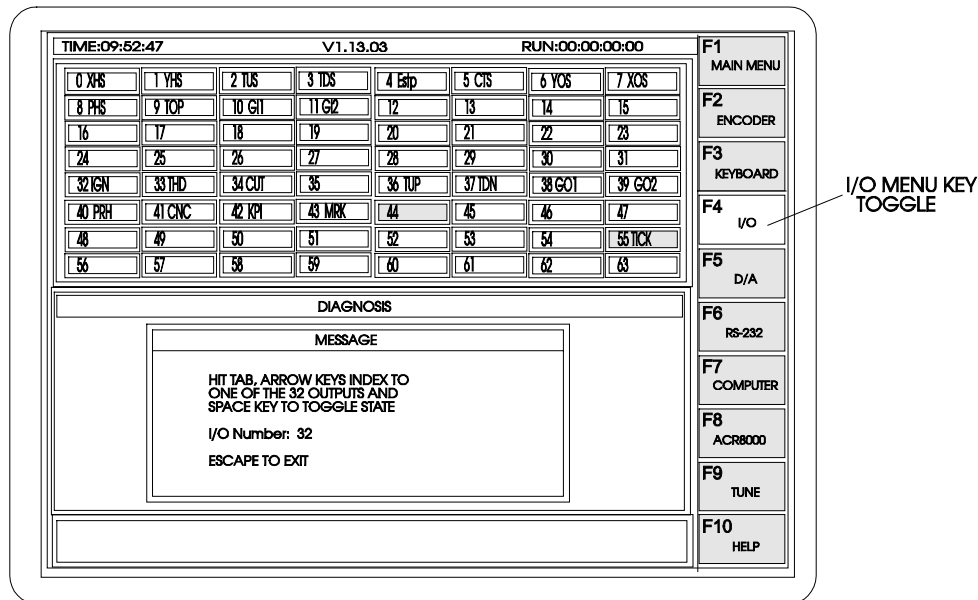 TIME:09:52:47 V1.13.03 RUN:00:00:00:00
0 XHS 1 YHS 2 TUS 3 TDS 4 Estp 5 CTS 6 YOS 7 XOS
8 PHS 9 TOP 10 GI1 11 GI2 12 13 14 15
16 17 18 19 20 21 22 23
24 25 26 27 28 29 30 31
32 IGN 33 THD 34 CUT 35 36 TUP 37 TDN 38 GO1 39 GO2
40 PRH 41 CNC 42 KPI 43 MRK 44 45 46 47
48 49 50 51 52 53 54 55 TICK
56 57 58 59 60 61 62 63
DIAGNOSIS
MESSAGE
HIT TAB, ARROW KEYS INDEX TO
ONE OF THE 32 OUTPUTS AND
SPACE KEY TO TOGGLE STATE
I/O Number: 32
ESCAPE TO EXIT
F1
MAIN MENU
F2
ENCODER
F3
KEYBOARD
F4
I/O
F5
D/A
F6
RS-232
F7
COMPUTER
F8
ACR8000
F9
TUNE
F10
HELP
I/O MENU KEY
TOGGLE